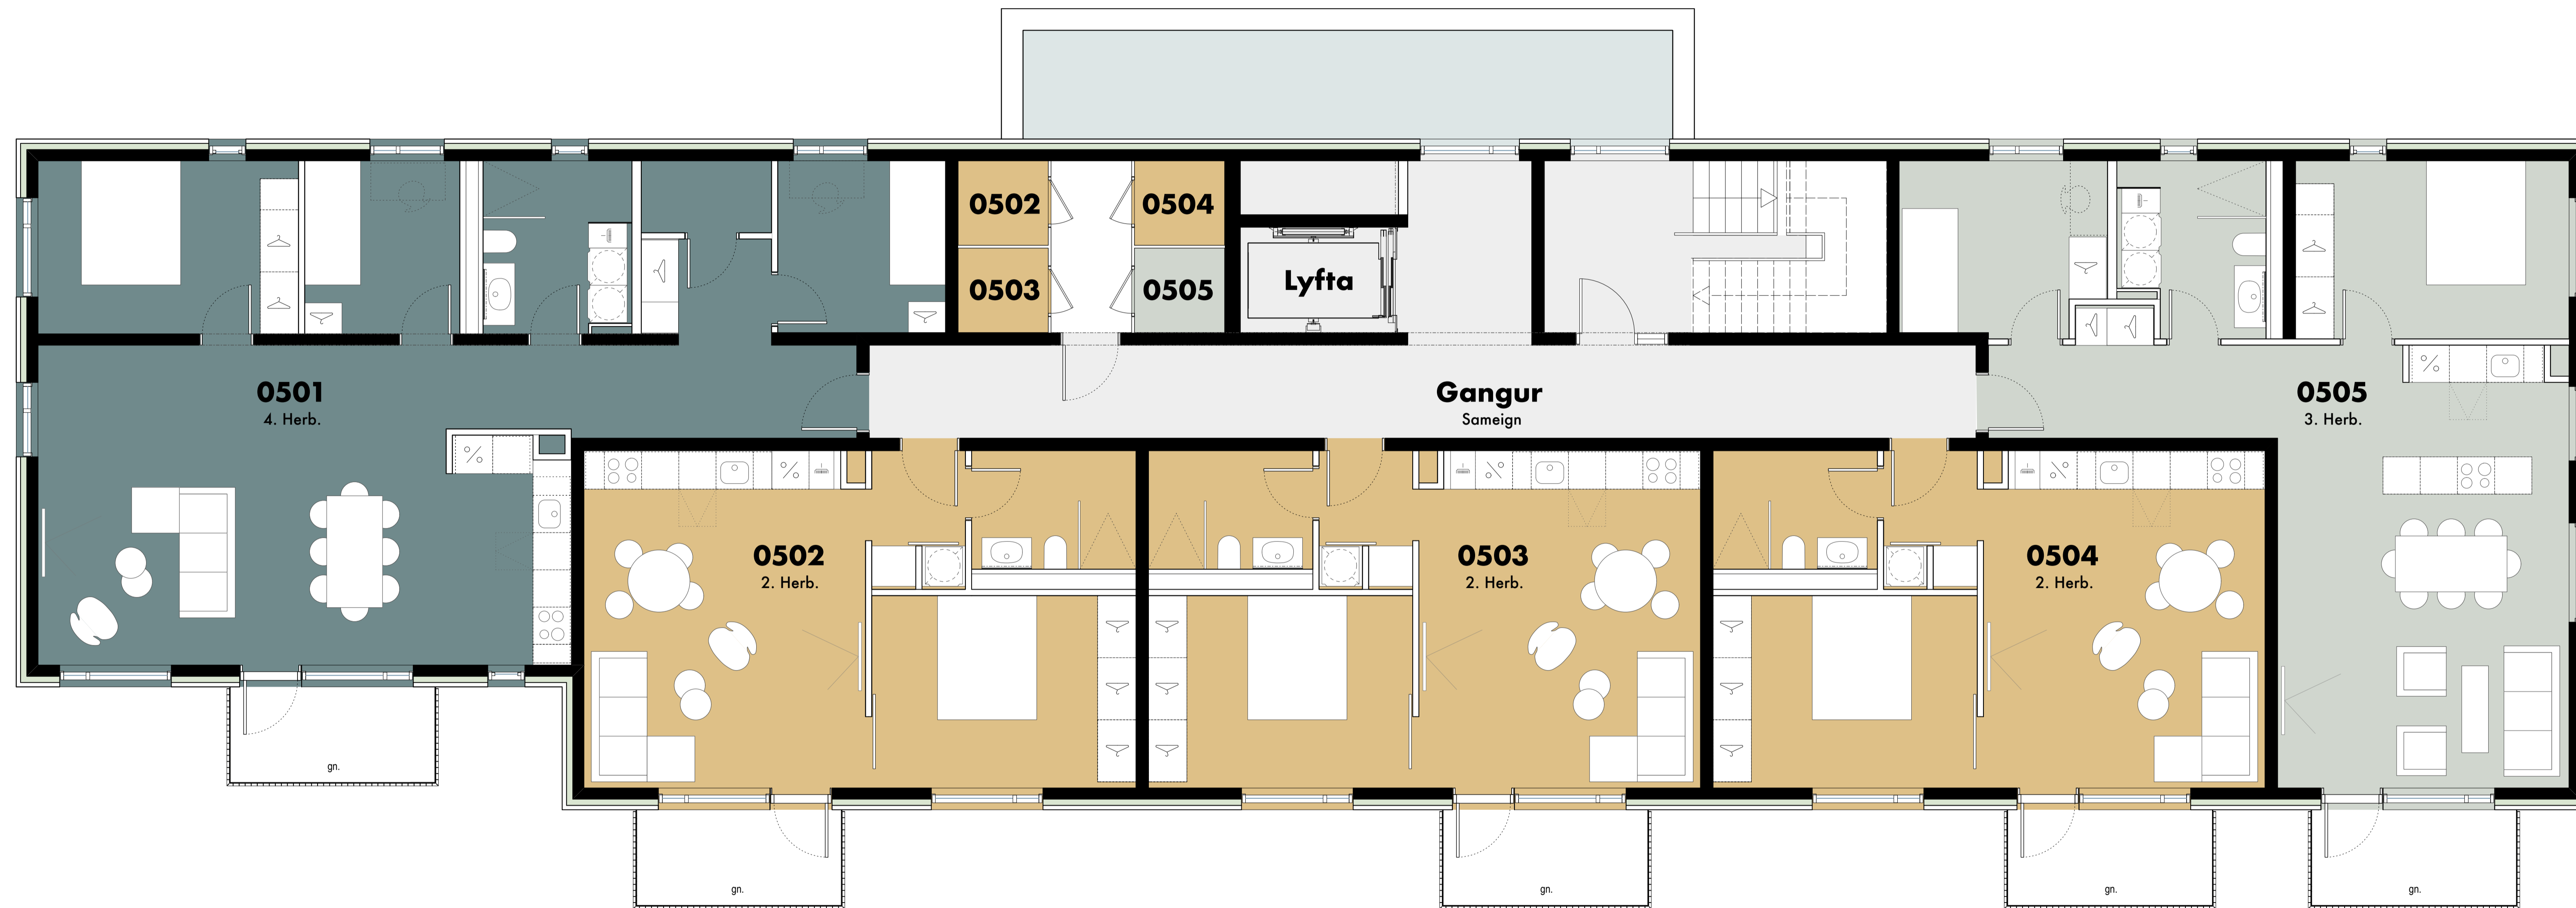 0502
0504
0503
0505
Lyfta
0501
4. Herb.
Gangur
Sameign
0505
3. Herb.
0502
2. Herb.
0503
2. Herb.
0504
2. Herb.
gn.
gn.
gn.
gn.
gn.